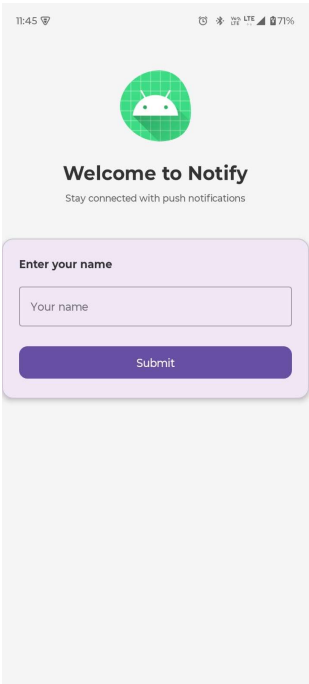 11:45 71%
Welcome to Notify
Stay connected with push notifications
Enter your name
Your name
Submit